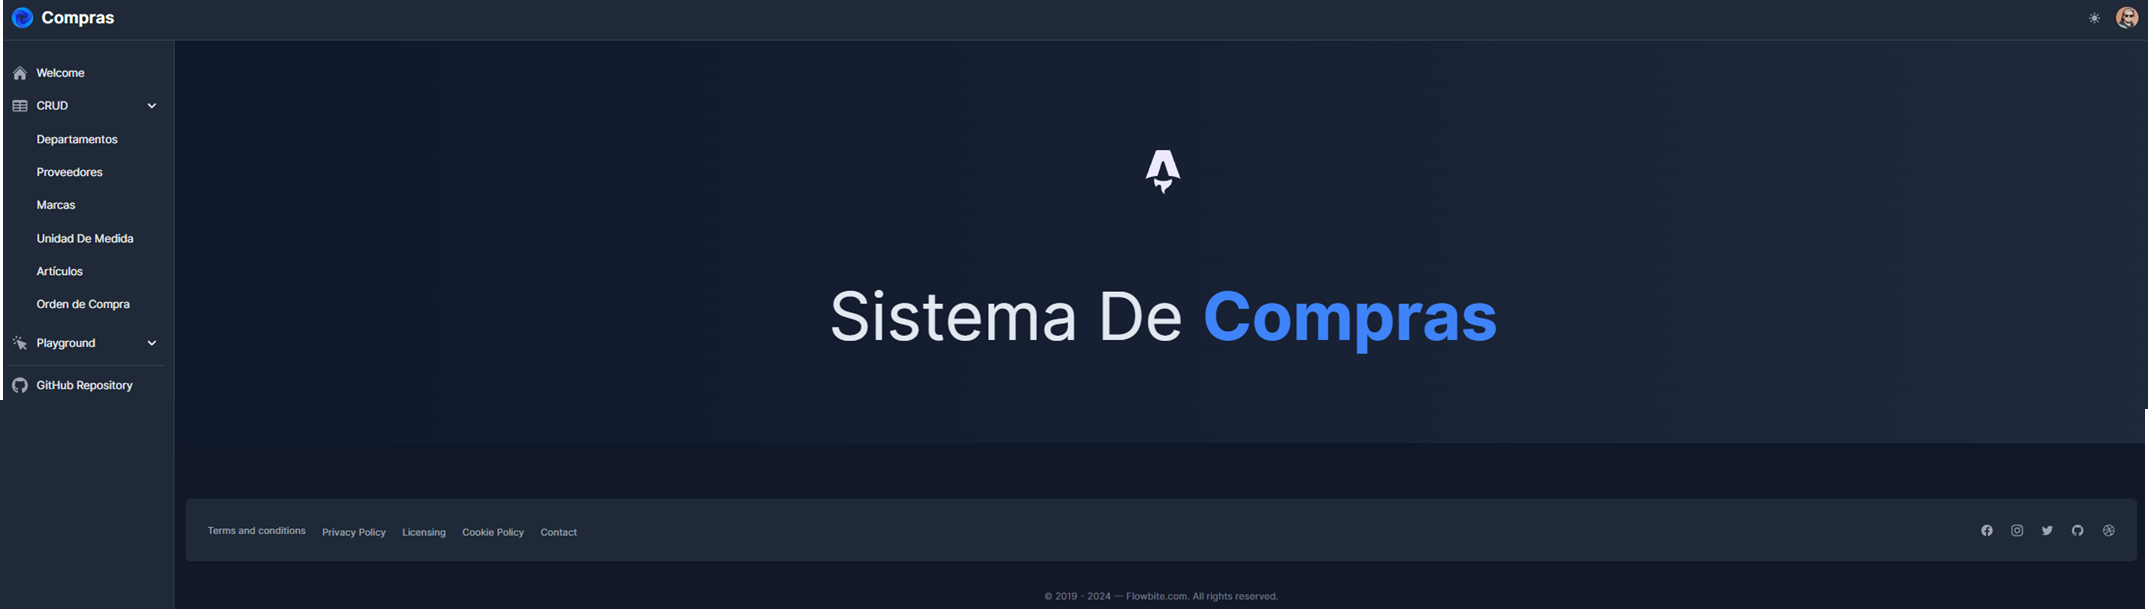 Compras
Welcome
CRUD
Departamentos
Proveedores
Marcas
Unidad De Medida
Artículos
Orden de Compra
Playground
GitHub Repository
Sistema De Compras
Terms and conditions Privacy Policy Licensing Cookie Policy Contact
© 2019 - 2024 — Flowbite.com. All rights reserved.